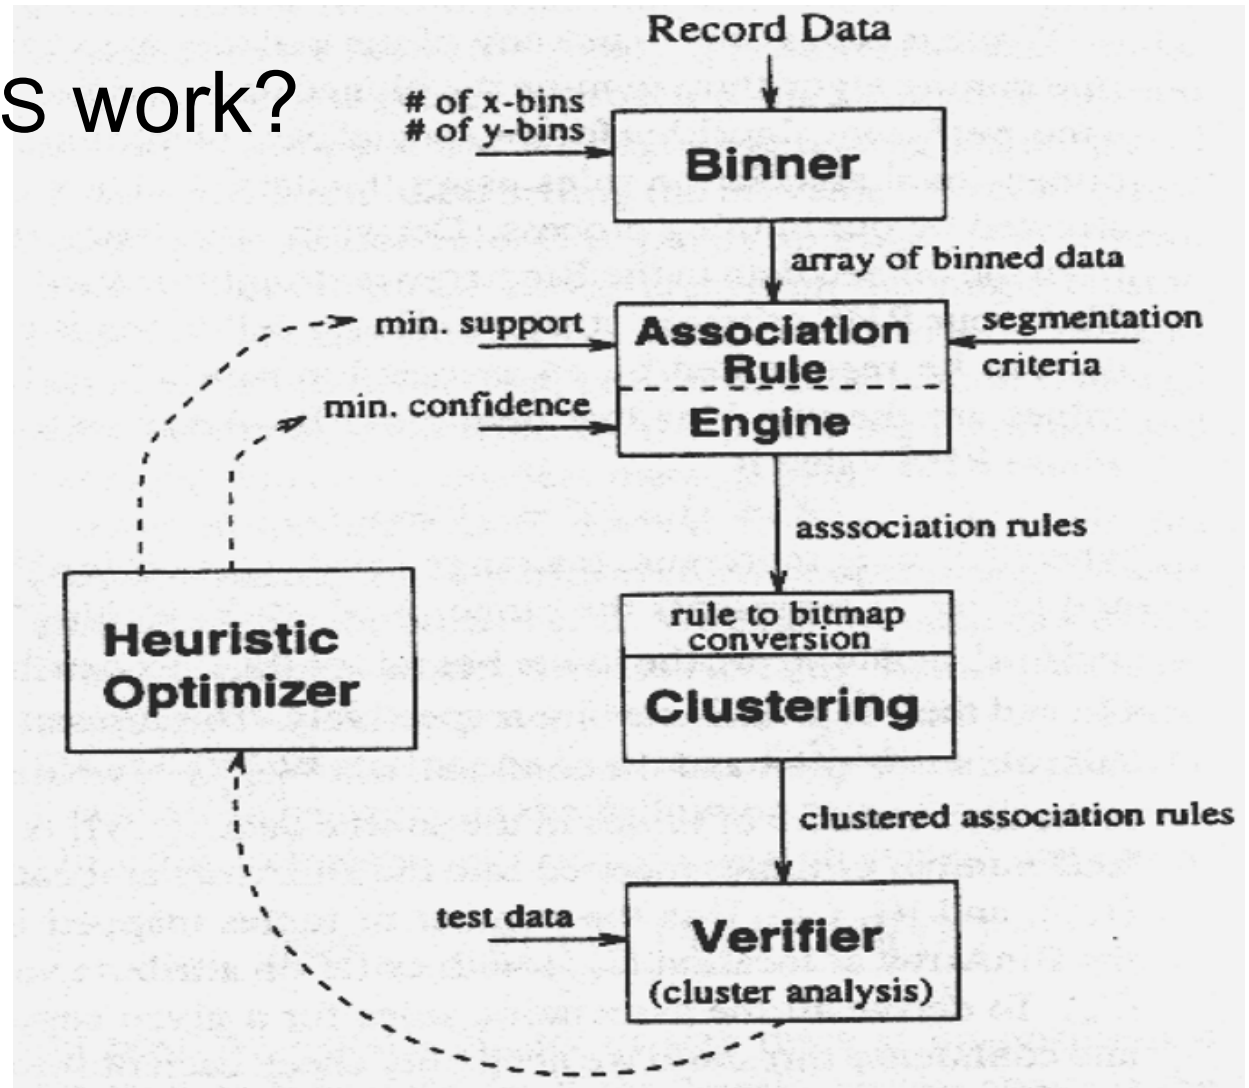 Record Data
S work?
# of x-bins
# of y-bins
Binner
array of binned data
min. support
Association
Rule
Engine
segmentation
criteria
min. confidence
asssociation rules
rule to bitmap
conversion
Clustering
Heuristic
Optimizer
clustered association rules
test data
Verifier
(cluster analysis)